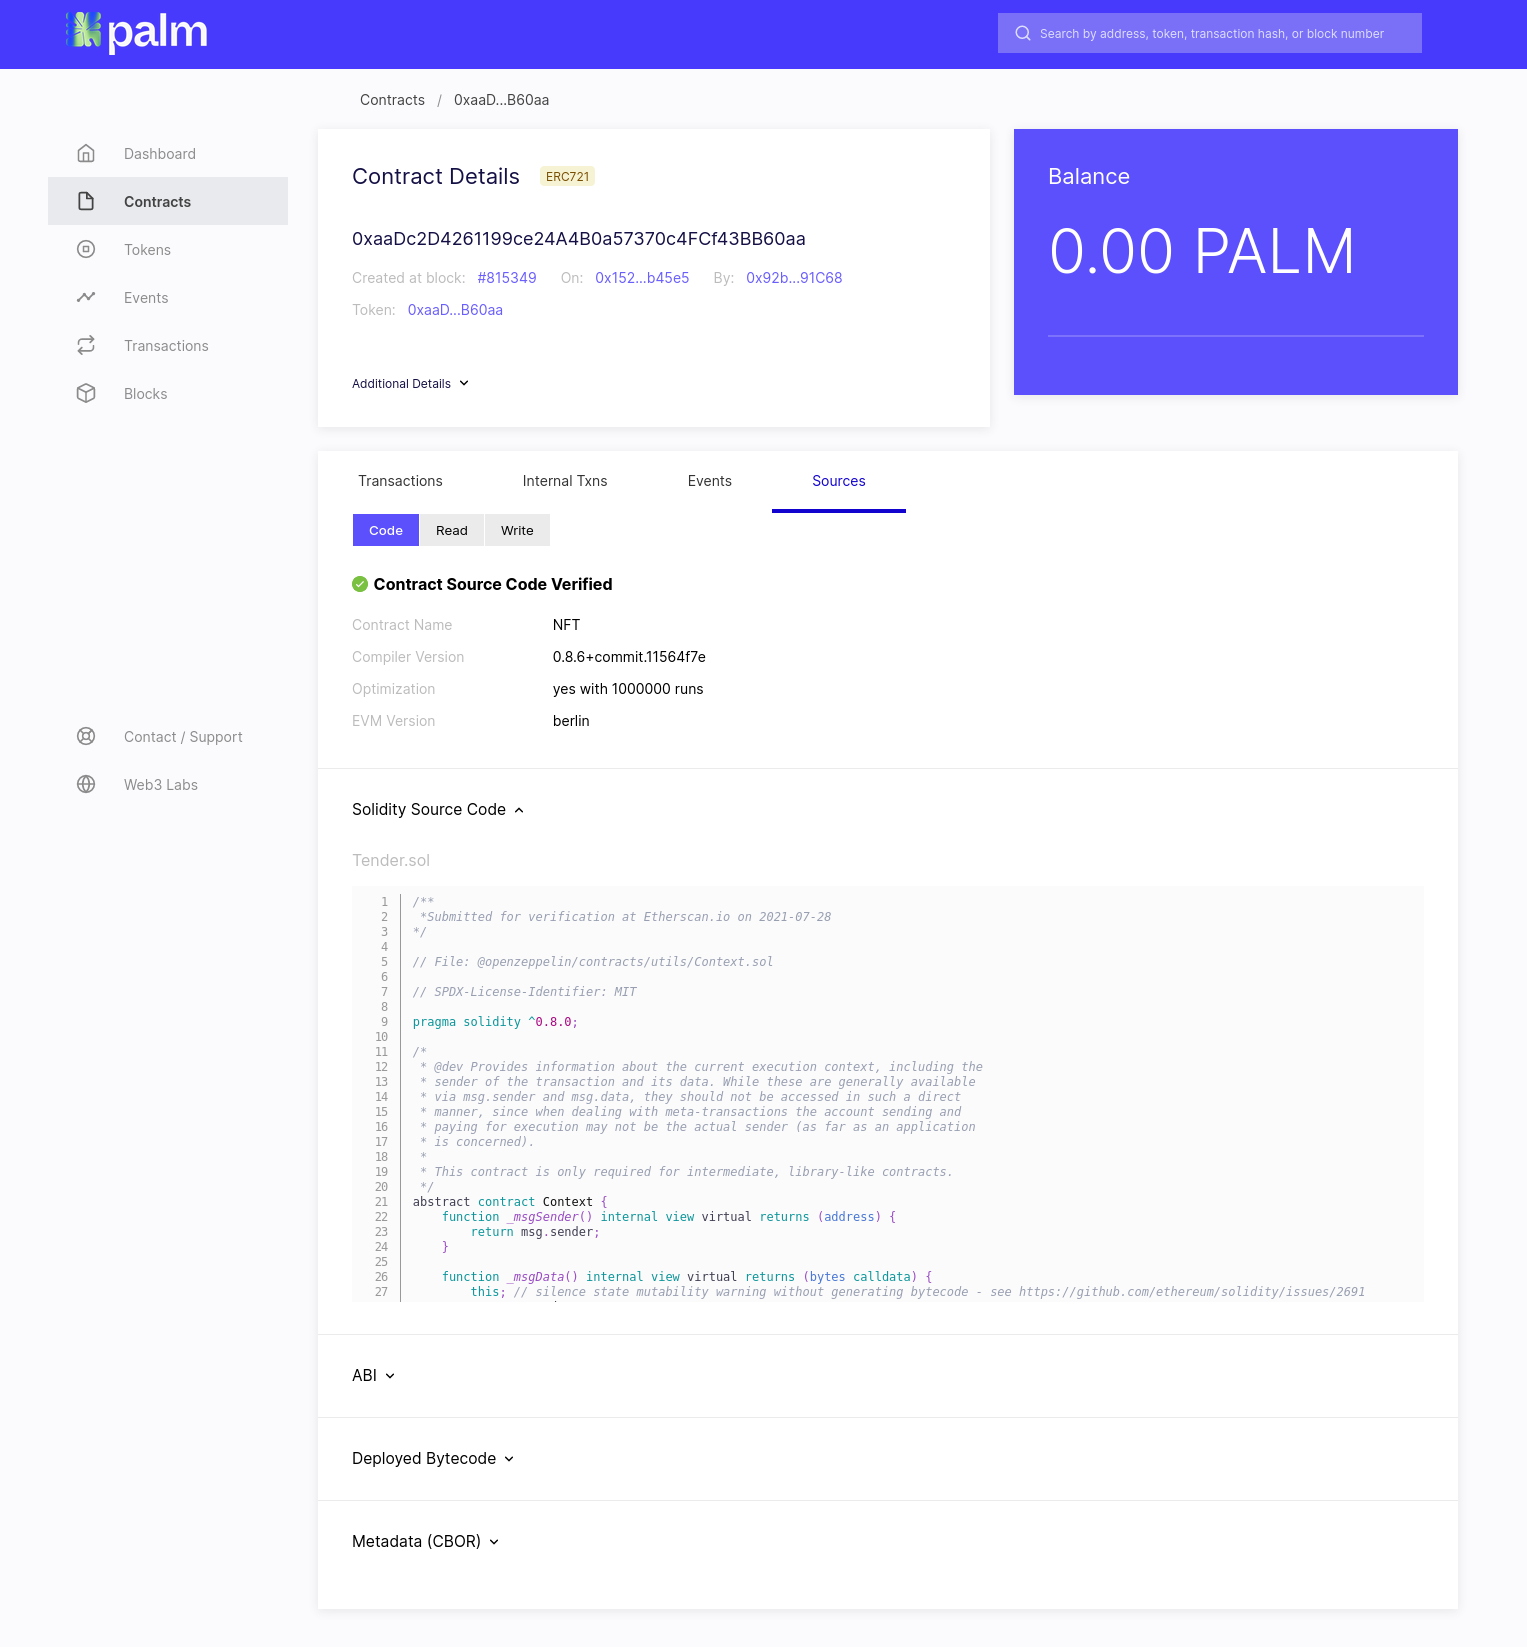 palm
Search by address, token, transaction hash, or block number
Contracts / 0xaaD...B60aa
Dashboard
Contracts
Tokens
Events
Transactions
Blocks
Contact / Support
Web3 Labs
Contract Details ERC721
0xaaDc2D4261199ce24A4B0a57370c4FCf43BB60aa
Created at block: #815349 On: 0x152...b45e5 By: 0x92b...91C68
Token: 0xaaD...B60aa
Additional Details
Balance
0.00 PALM
Transactions Internal Txns Events Sources
Code Read Write
Contract Source Code Verified
Contract Name NFT
Compiler Version 0.8.6+commit.11564f7e
Optimization yes with 1000000 runs
EVM Version berlin
Solidity Source Code
Tender.sol
1 /**
2 *Submitted for verification at Etherscan.io on 2021-07-28
3 */
4
5 // File: @openzeppelin/contracts/utils/Context.sol
6
7 // SPDX-License-Identifier: MIT
8
9 pragma solidity ^0.8.0;
10
11 /*
12 * @dev Provides information about the current execution context, including the
13 * sender of the transaction and its data. While these are generally available
14 * via msg.sender and msg.data, they should not be accessed in such a direct
15 * manner, since when dealing with meta-transactions the account sending and
16 * paying for execution may not be the actual sender (as far as an application
17 * is concerned).
18 *
19 * This contract is only required for intermediate, library-like contracts.
20 */
21 abstract contract Context {
22 function _msgSender() internal view virtual returns (address) {
23 return msg.sender;
24 }
25
26 function _msgData() internal view virtual returns (bytes calldata) {
27 this; // silence state mutability warning without generating bytecode - see https://github.com/ethereum/solidity/issues/2691
ABI
Deployed Bytecode
Metadata (CBOR)